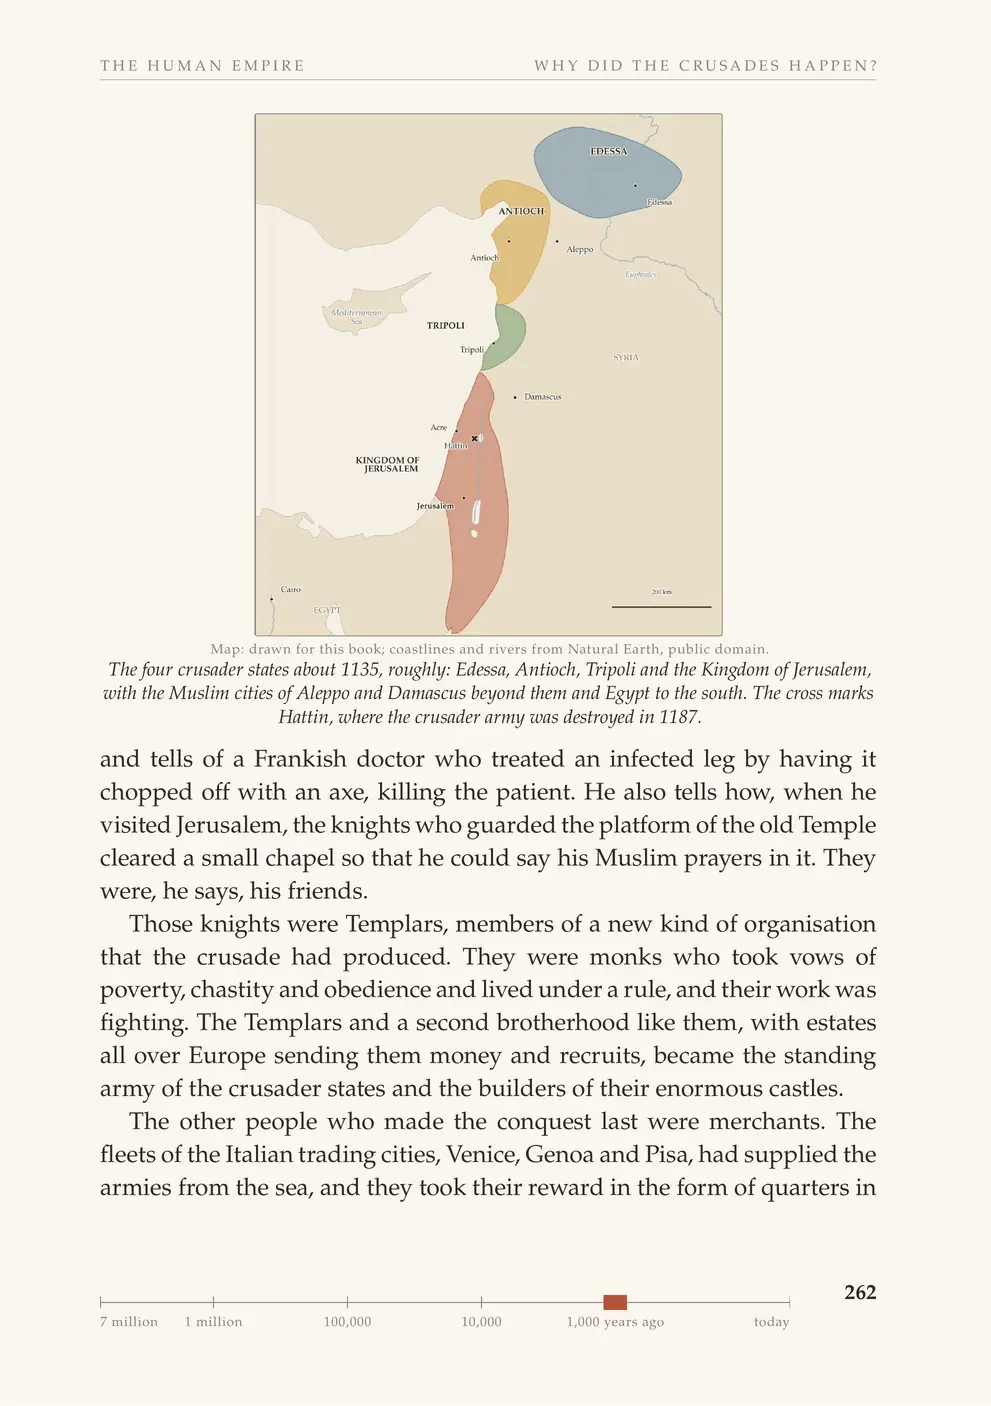 THE HUMAN EMPIRE
WHY DID THE CRUSADES HAPPEN?
EDESSA
Edessa
ANTIOCH
Antioch
Aleppo
Euphrates
Mediterranean
Sea
TRIPOLI
Tripoli
SYRIA
Damascus
Acre
Hattin
KINGDOM OF
JERUSALEM
Jerusalem
Cairo
EGYPT
200 km
Map: drawn for this book; coastlines and rivers from Natural Earth, public domain.
The four crusader states about 1135, roughly: Edessa, Antioch, Tripoli and the Kingdom of Jerusalem,
with the Muslim cities of Aleppo and Damascus beyond them and Egypt to the south. The cross marks
Hattin, where the crusader army was destroyed in 1187.
and tells of a Frankish doctor who treated an infected leg by having it
chopped off with an axe, killing the patient. He also tells how, when he
visited Jerusalem, the knights who guarded the platform of the old Temple
cleared a small chapel so that he could say his Muslim prayers in it. They
were, he says, his friends.
Those knights were Templars, members of a new kind of organisation
that the crusade had produced. They were monks who took vows of
poverty, chastity and obedience and lived under a rule, and their work was
fighting. The Templars and a second brotherhood like them, with estates
all over Europe sending them money and recruits, became the standing
army of the crusader states and the builders of their enormous castles.
The other people who made the conquest last were merchants. The
fleets of the Italian trading cities, Venice, Genoa and Pisa, had supplied the
armies from the sea, and they took their reward in the form of quarters in
262
7 million
1 million
100,000
10,000
1,000 years ago
today